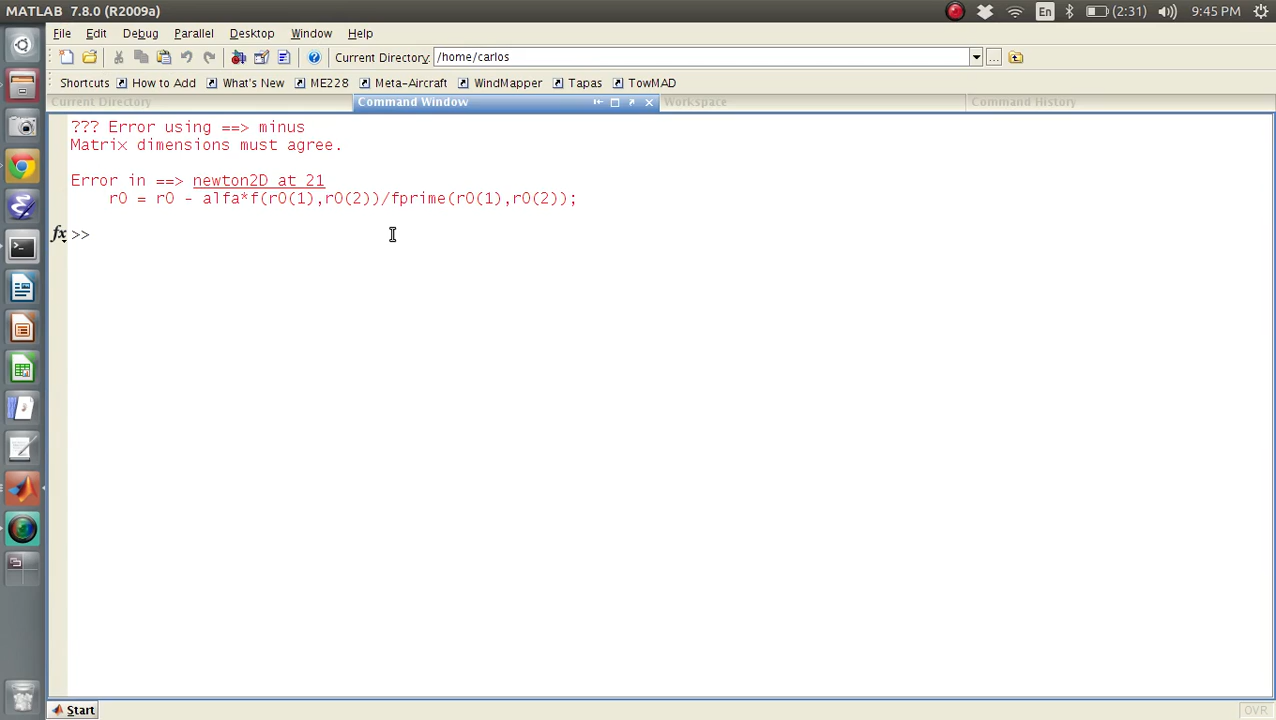 MATLAB 7.8.0 (R2009a)
En
(2:31)
9:45 PM
File Edit Debug Parallel Desktop Window Help
Current Directory: /home/carlos
...
Shortcuts How to Add What's New ME228 Meta-Aircraft WindMapper Tapas TowMAD
Current Directory
Command Window
Workspace
Command History
??? Error using ==> minus
Matrix dimensions must agree.
Error in ==> newton2D at 21
r0 = r0 - alfa*f(r0(1),r0(2))/fprime(r0(1),r0(2));
fx >>
Start
OVR